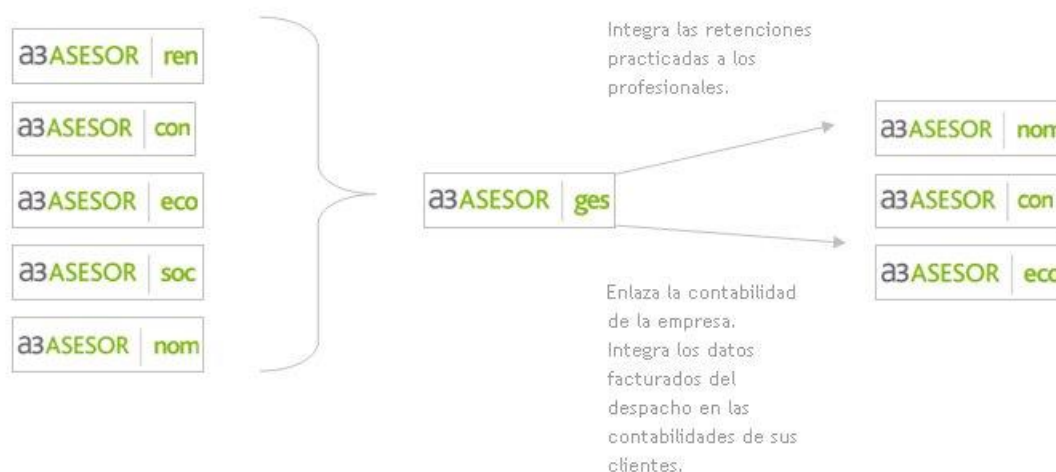 a3ASESOR ren
a3ASESOR con
a3ASESOR eco
a3ASESOR soc
a3ASESOR nom
a3ASESOR ges
Integra las retenciones
practicadas a los
profesionales.
Enlaza la contabilidad
de la empresa.
Integra los datos
facturados del
despacho en las
contabilidades de sus
clientes.
a3ASESOR nom
a3ASESOR con
a3ASESOR eco